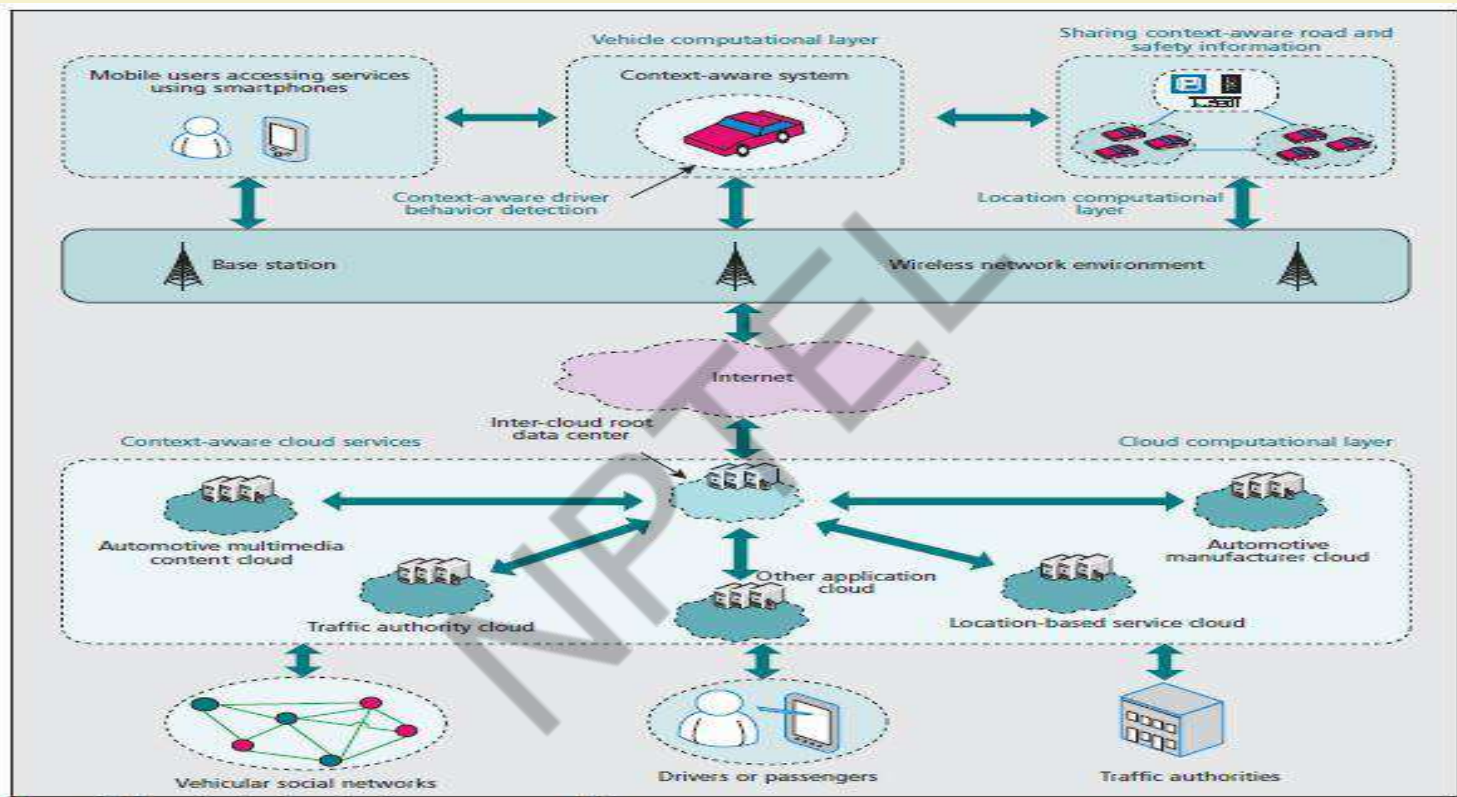 Vehicle computational layer
Sharing context-aware road and
safety information
Mobile users accessing services
using smartphones
Context-aware system
Context-aware driver
behavior detection
Location computational
layer
Base station
Wireless network environment
Internet
Inter-cloud root
data center
Context-aware cloud services
Cloud computational layer
Automotive multimedia
content cloud
Automotive
manufacturer cloud
Other application
cloud
Traffic authority cloud
Location-based service cloud
Vehicular social networks
Drivers or passengers
Traffic authorities
NPTEL